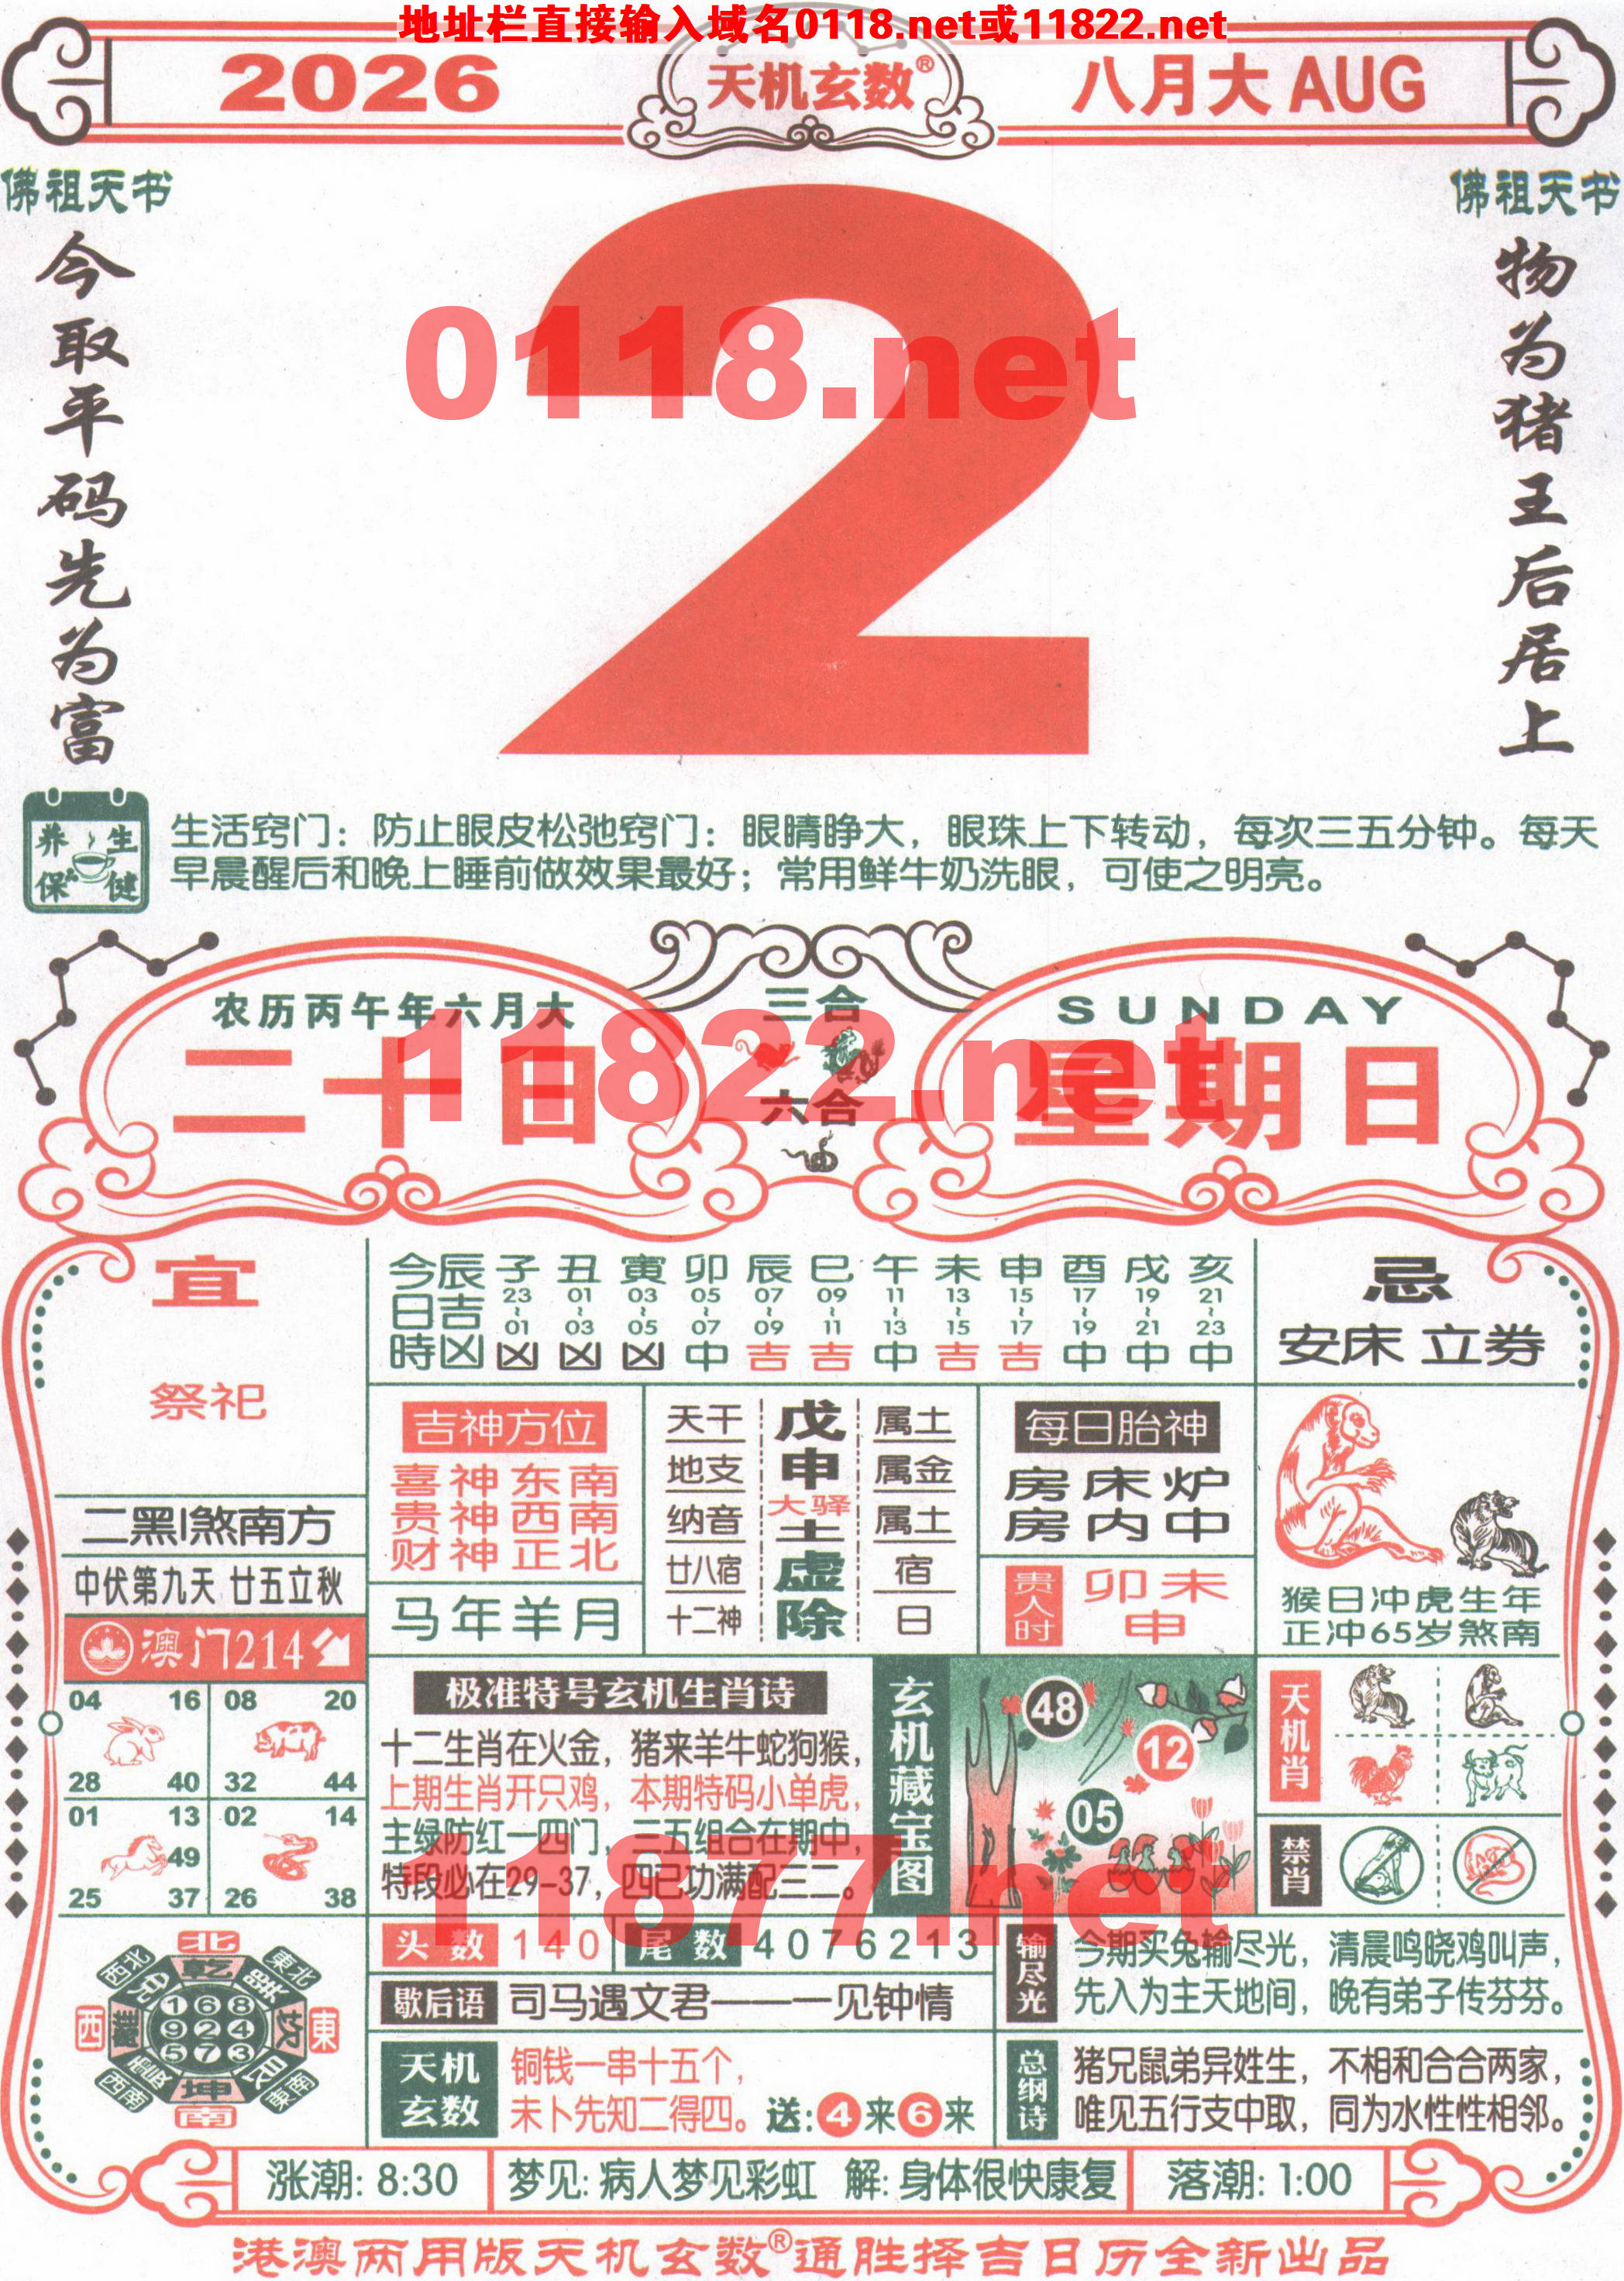 地址栏直接输入域名0118.net或11822.net
2026
天机玄数®
八月大 AUG
佛祖天书
今取平码先为富
佛祖天书
物为猪王后居上
2
0118.net
养生保健
生活窍门：防止眼皮松弛窍门：眼睛睁大，眼珠上下转动，每次三五分钟。每天
早晨醒后和晚上睡前做效果最好；常用鲜牛奶洗眼，可使之明亮。
农历丙午年六月大
二十日
三合
六合
SUNDAY
星期日
11822.net
宜
祭祀
二黑|煞南方
中伏第九天 廿五立秋
今日時辰吉凶
子 丑 寅 卯 辰 巳 午 未 申 酉 戌 亥
23~01 01~03 03~05 05~07 07~09 09~11 11~13 13~15 15~17 17~19 19~21 21~23
凶 凶 凶 中 吉 吉 中 吉 吉 中 中 中
忌
安床 立券
吉神方位
喜神东南
贵神西南
财神正北
马年羊月
天干 戊 属土
地支 申 属金
纳音 大驿土 属土
廿八宿 虚 宿
十二神 除 日
每日胎神
房床炉
房内中
贵人时
卯未
申
猴日冲虎生年
正冲65岁煞南
澳门214
04 16 08 20
28 40 32 44
01 13 02 14
49
25 37 26 38
极准特号玄机生肖诗
十二生肖在火金，猪来羊牛蛇狗猴，
上期生肖开只鸡，本期特码小单虎，
主绿防红一四门，三五组合在期中，
特段必在29-37，四已功满配三二。
玄机藏宝图
48
12
05
天机肖
禁肖
11877.net
头数 140
尾数 4076213
歇后语 司马遇文君———一见钟情
天机玄数
铜钱一串十五个，
未卜先知二得四。送:4来6来
输尽光
今期买兔输尽光，清晨鸣晓鸡叫声，
先入为主天地间，晚有弟子传芬芬。
总纲诗
猪兄鼠弟异姓生，不相和合合两家，
唯见五行支中取，同为水性性相邻。
北
西北 乾 東北
西 東
168
924
573
西南 坤
南
涨潮: 8:30
梦见: 病人梦见彩虹 解: 身体很快康复
落潮: 1:00
港澳两用版天机玄数®通胜择吉日历全新出品